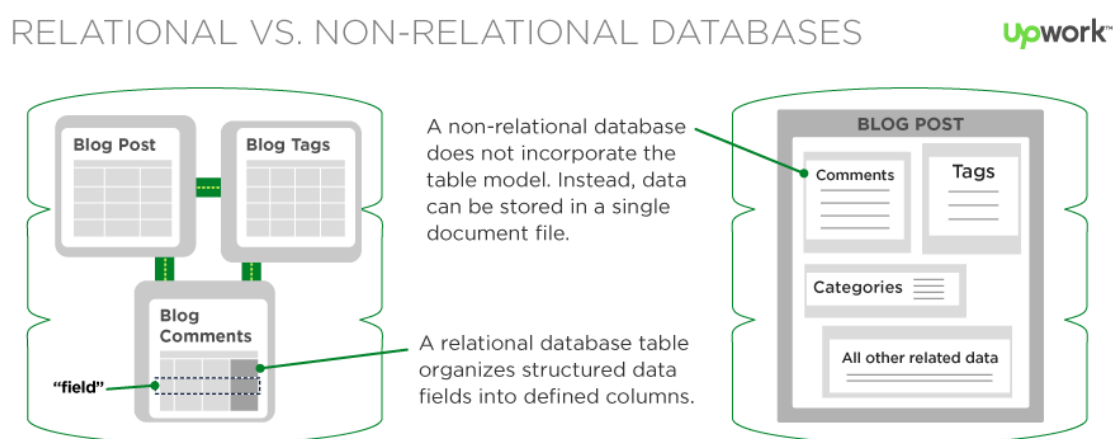 RELATIONAL VS. NON-RELATIONAL DATABASES
Upwork™
Blog Post
Blog Tags
Blog
Comments
"field"
A non-relational database
does not incorporate the
table model. Instead, data
can be stored in a single
document file.
A relational database table
organizes structured data
fields into defined columns.
BLOG POST
Comments
Tags
Categories
All other related data